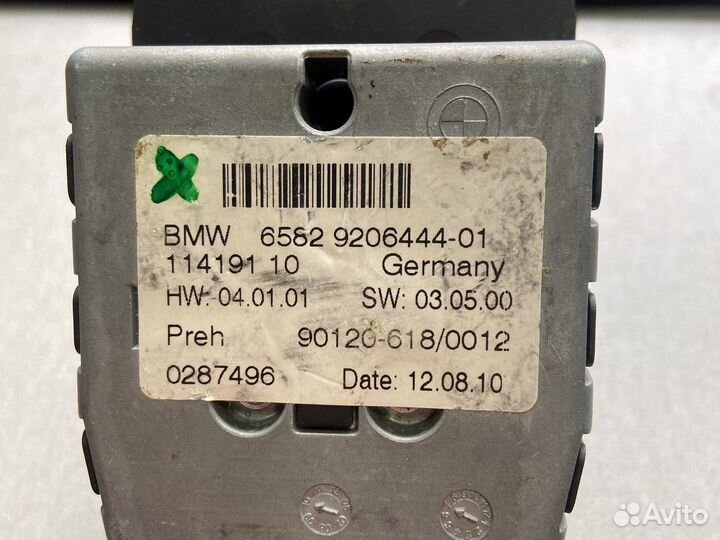 BMW 6582 9206444-01
114191 10 Germany
HW: 04.01.01 SW: 03.05.00
Preh 90120-618/0012
0287496 Date: 12.08.10
Avito